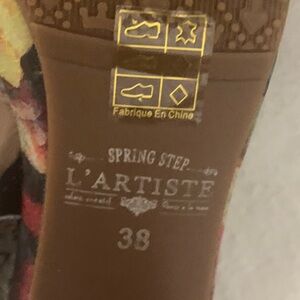 Fabrique En Chine
SPRING STEP
L'ARTISTE
38